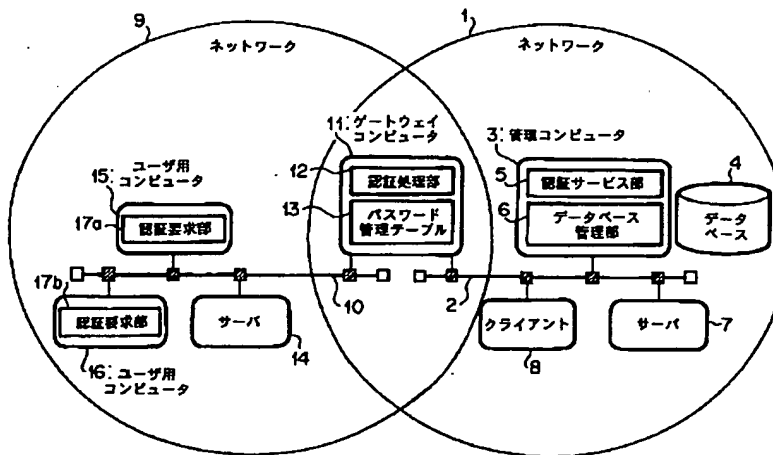 9
1
ネットワーク
ネットワーク
11:ゲートウェイ
コンピュータ
3:管理コンピュータ
4
15:
ユーザ用
コンピュータ
12
認証処理部
5
認証サービス部
17a
認証要求部
13
パスワード
管理テーブル
6
データベース
管理部
データ
ベース
17b
10
2
認証要求部
サーバ
14
クライアント
8
サーバ
7
16:ユーザ用
コンピュータ